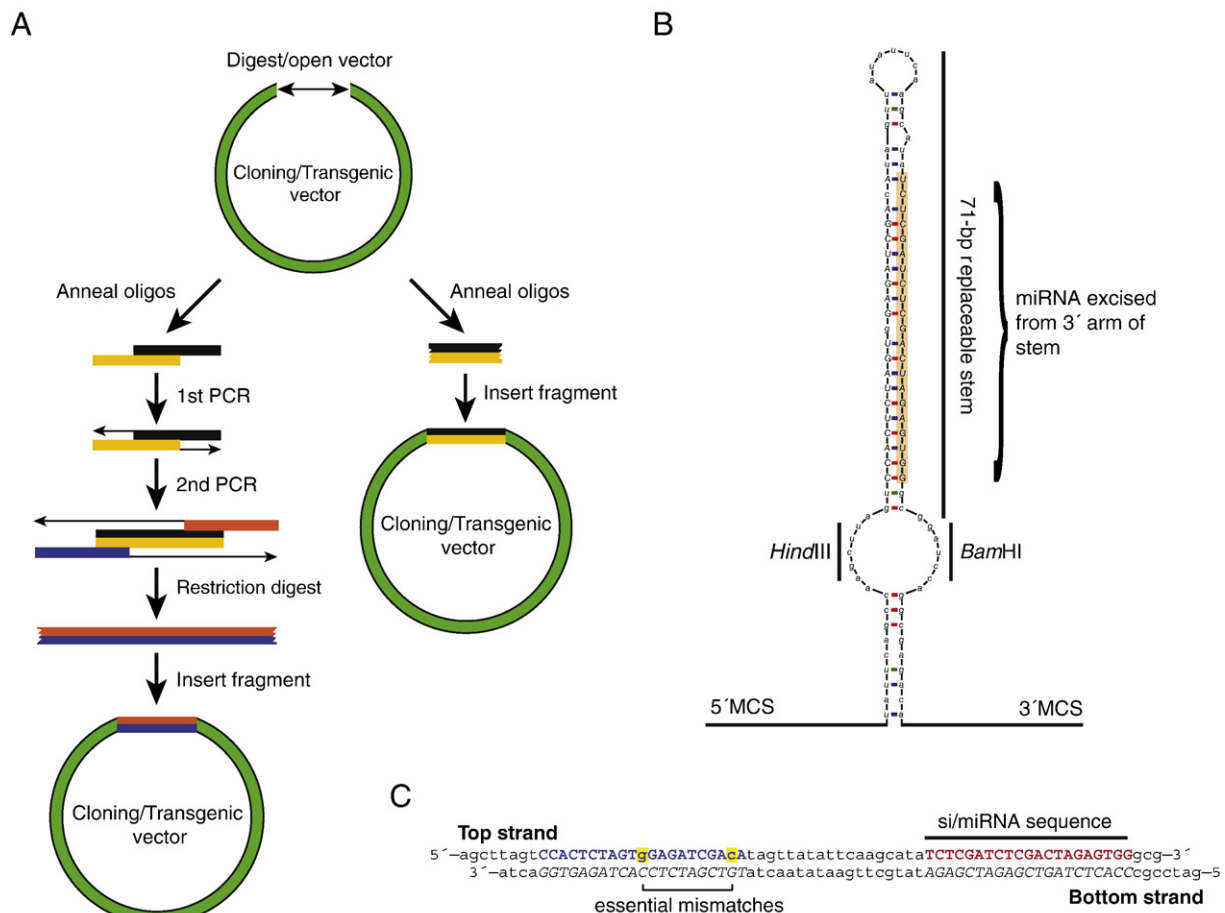 A
Digest/open vector
Cloning/Transgenic
vector
Anneal oligos
Anneal oligos
1st PCR
Insert fragment
2nd PCR
Cloning/Transgenic
vector
Restriction digest
Insert fragment
Cloning/Transgenic
vector
B
71-bp replaceable stem
miRNA excised
from 3´ arm of
stem
HindIII
BamHI
5´MCS
3´MCS
C
si/miRNA sequence
Top strand
5´–agcttagtCCACTCTAGTgGAGATCGACAtagttatattcaagcataTCTCGATCTCGACTAGAGTGGgcg–3´
3´–atcaGGTGAGATCACCTCTAGCTGTatcaatataagttcgtatAGAGCTAGAGCTGATCTCACCcgcctag–5
essential mismatches
Bottom strand